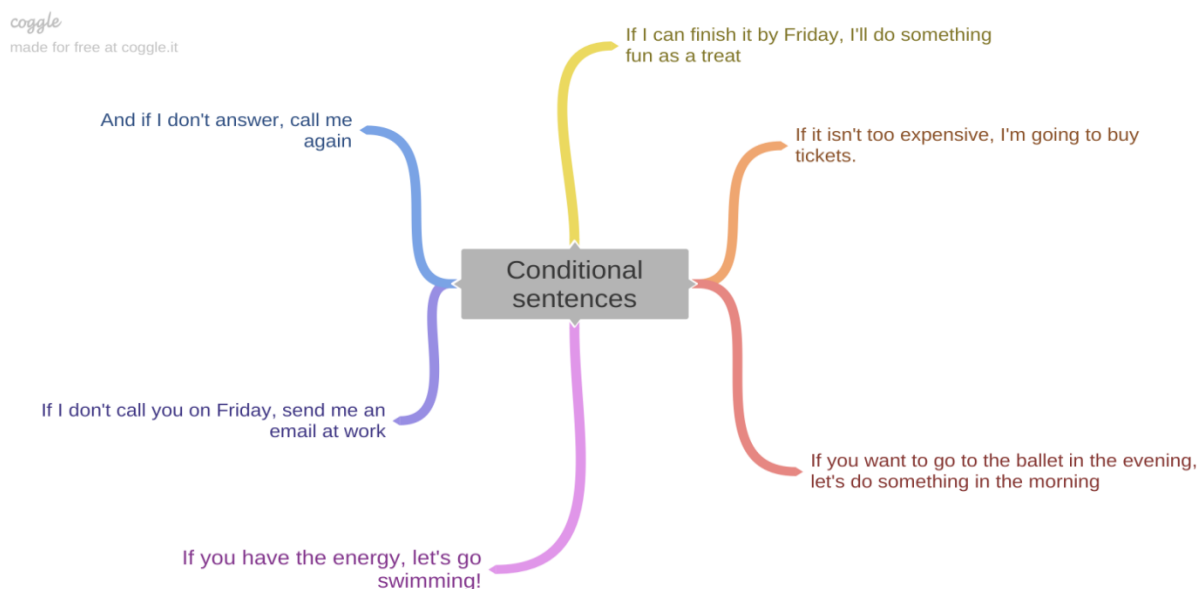 coggle
made for free at coggle.it
If I can finish it by Friday, I'll do something
fun as a treat
And if I don't answer, call me
again
If it isn't too expensive, I'm going to buy
tickets.
Conditional
sentences
If I don't call you on Friday, send me an
email at work
If you want to go to the ballet in the evening,
let's do something in the morning
If you have the energy, let's go
swimming!